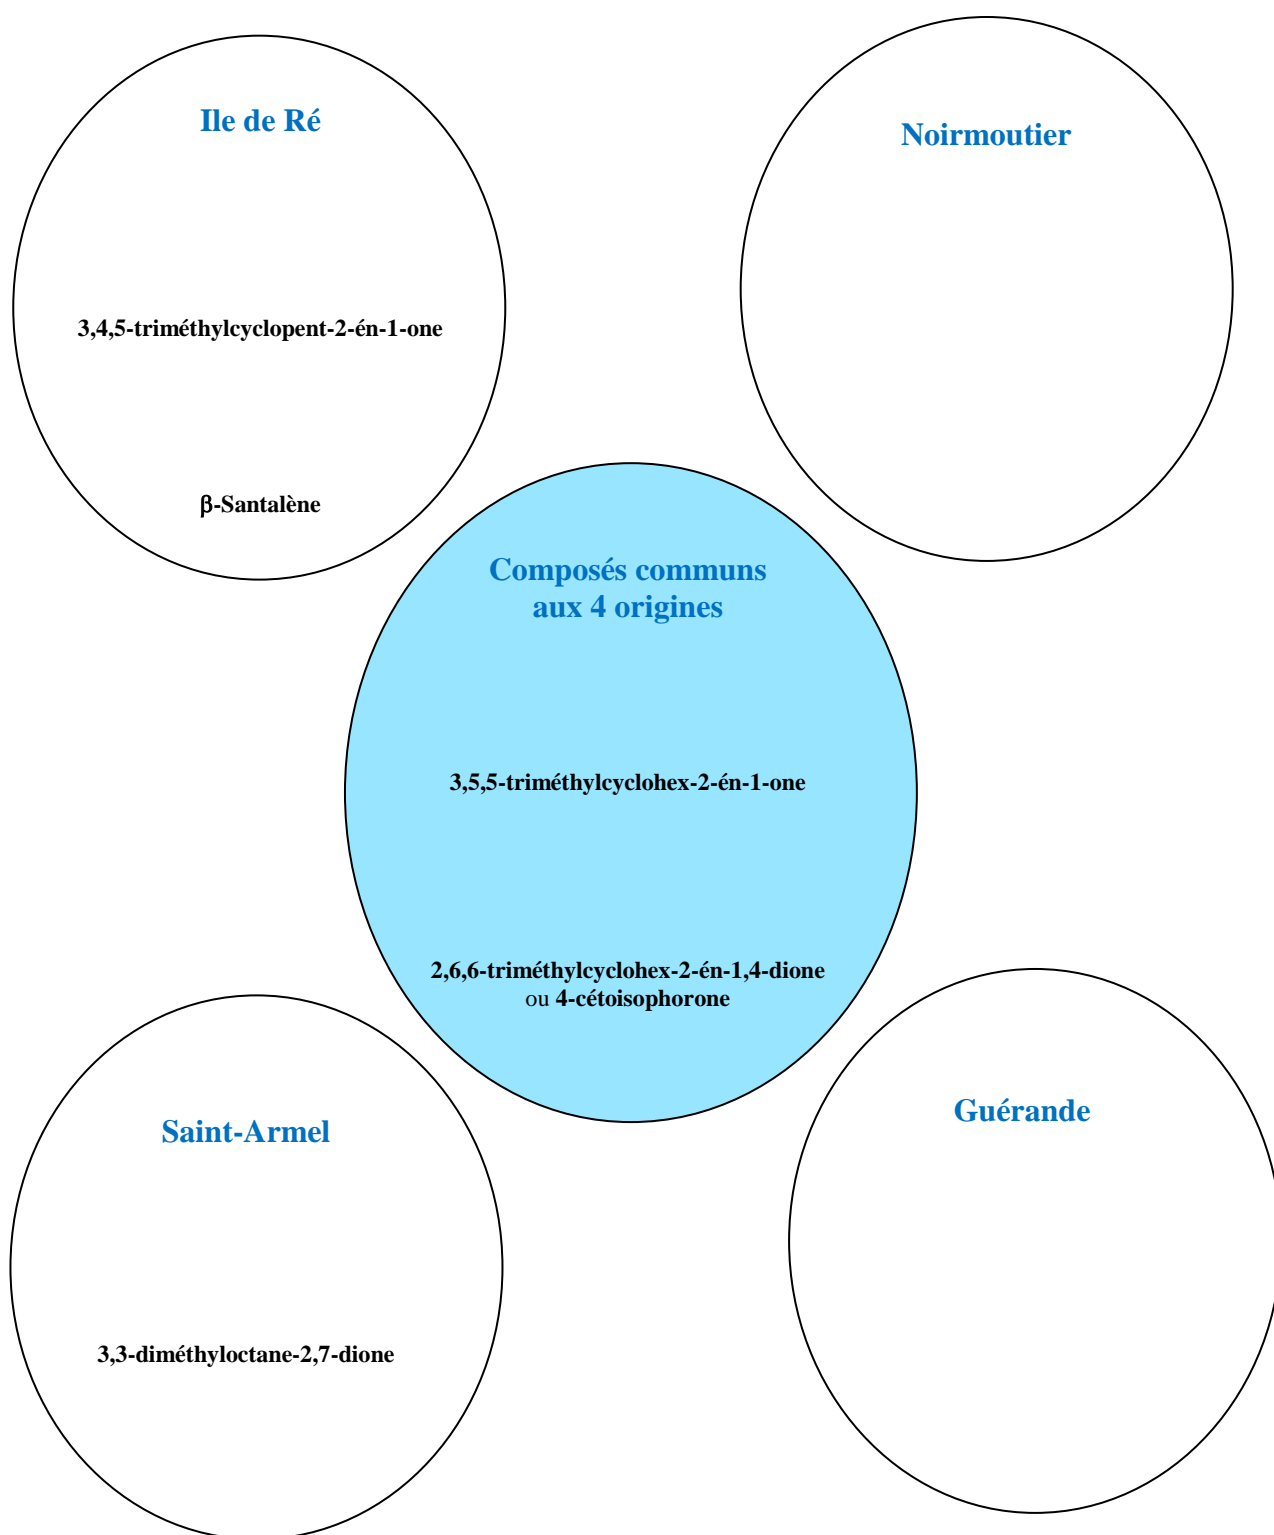 Ile de Ré
3,4,5-triméthylcyclopent-2-én-1-one
β-Santalène
Noirmoutier
Composés communs
aux 4 origines
3,5,5-triméthylcyclohex-2-én-1-one
2,6,6-triméthylcyclohex-2-én-1,4-dione
ou 4-cétoisophorone
Saint-Armel
3,3-diméthyloctane-2,7-dione
Guérande